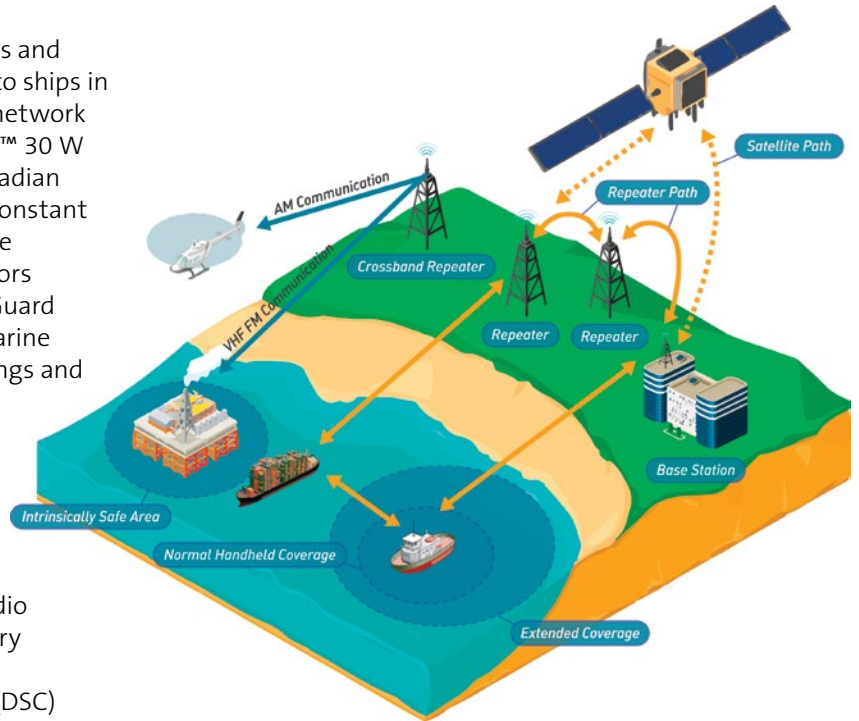 s and
to ships in
network
™ 30 W
adian
onstant
e
ors
Guard
arine
ngs and
dio
ry
(DSC)
Satellite Path
Repeater Path
AM Communication
Crossband Repeater
VHF FM Communication
Repeater
Repeater
Base Station
Intrinsically Safe Area
Normal Handheld Coverage
Extended Coverage